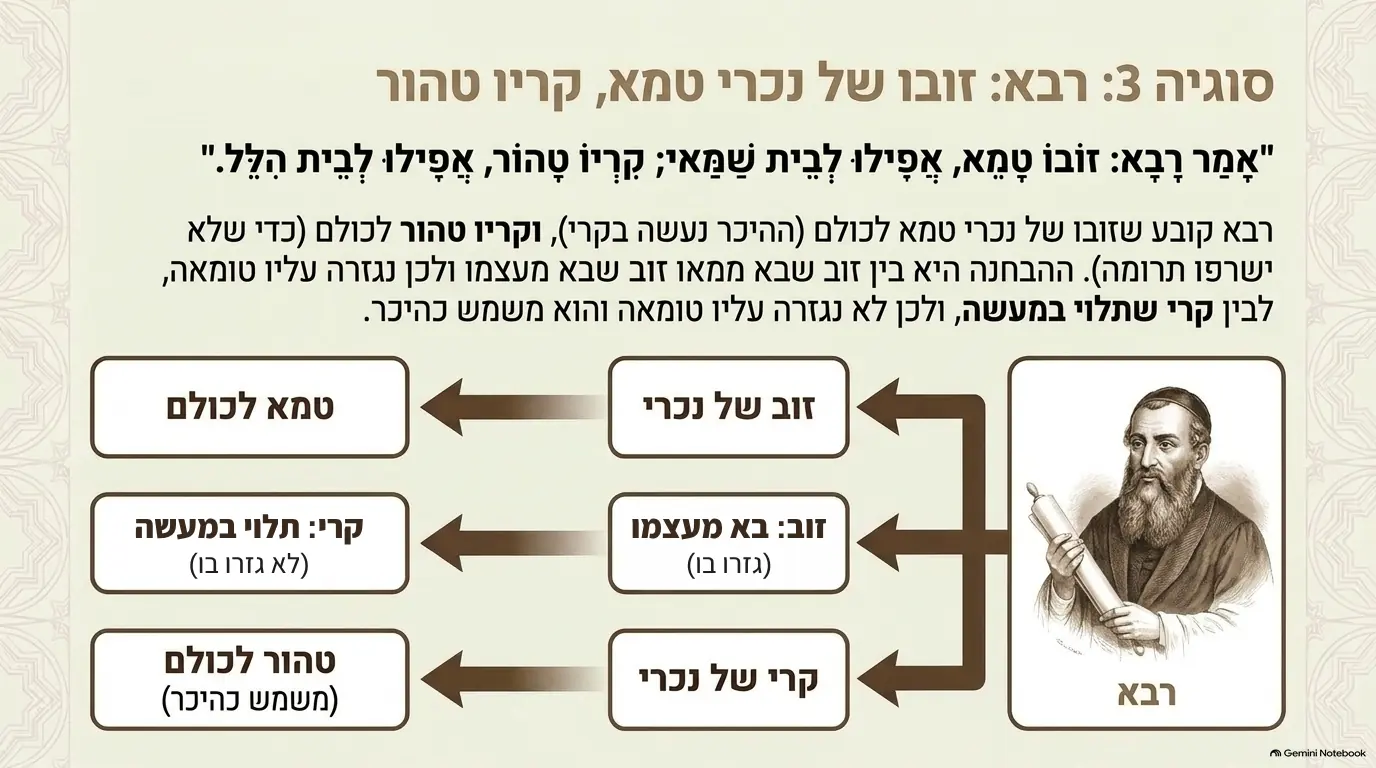 סוגיה 3: רבא: זובו של נכרי טמא, קריו טהור
"אָמַר רָבָא: זוֹבוֹ טָמֵא, אֲפָילוּ לְבֵית שַׁמַּאי; קִרְיוֹ טָהוֹר, אֲפָילוּ לְבֵית הִלֵּל."
רבא קובע שזובו של נכרי טמא לכולם (ההיכר נעשה בקרי), וקריו טהור לכולם (כדי שלא
ישרפו תרומה). ההבחנה היא בין זוב שבא ממאו זוב שבא מעצמו ולכן נגזרה עליו טומאה,
לבין קרי שתלוי במעשה, ולכן לא נגזרה עליו טומאה והוא משמש כהיכר.
רבא
זוב של נכרי
טמא לכולם
זוב: בא מעצמו
(גזרו בו)
קרי: תלוי במעשה
(לא גזרו בו)
קרי של נכרי
טהור לכולם
(משמש כהיכר)
Gemini Notebook